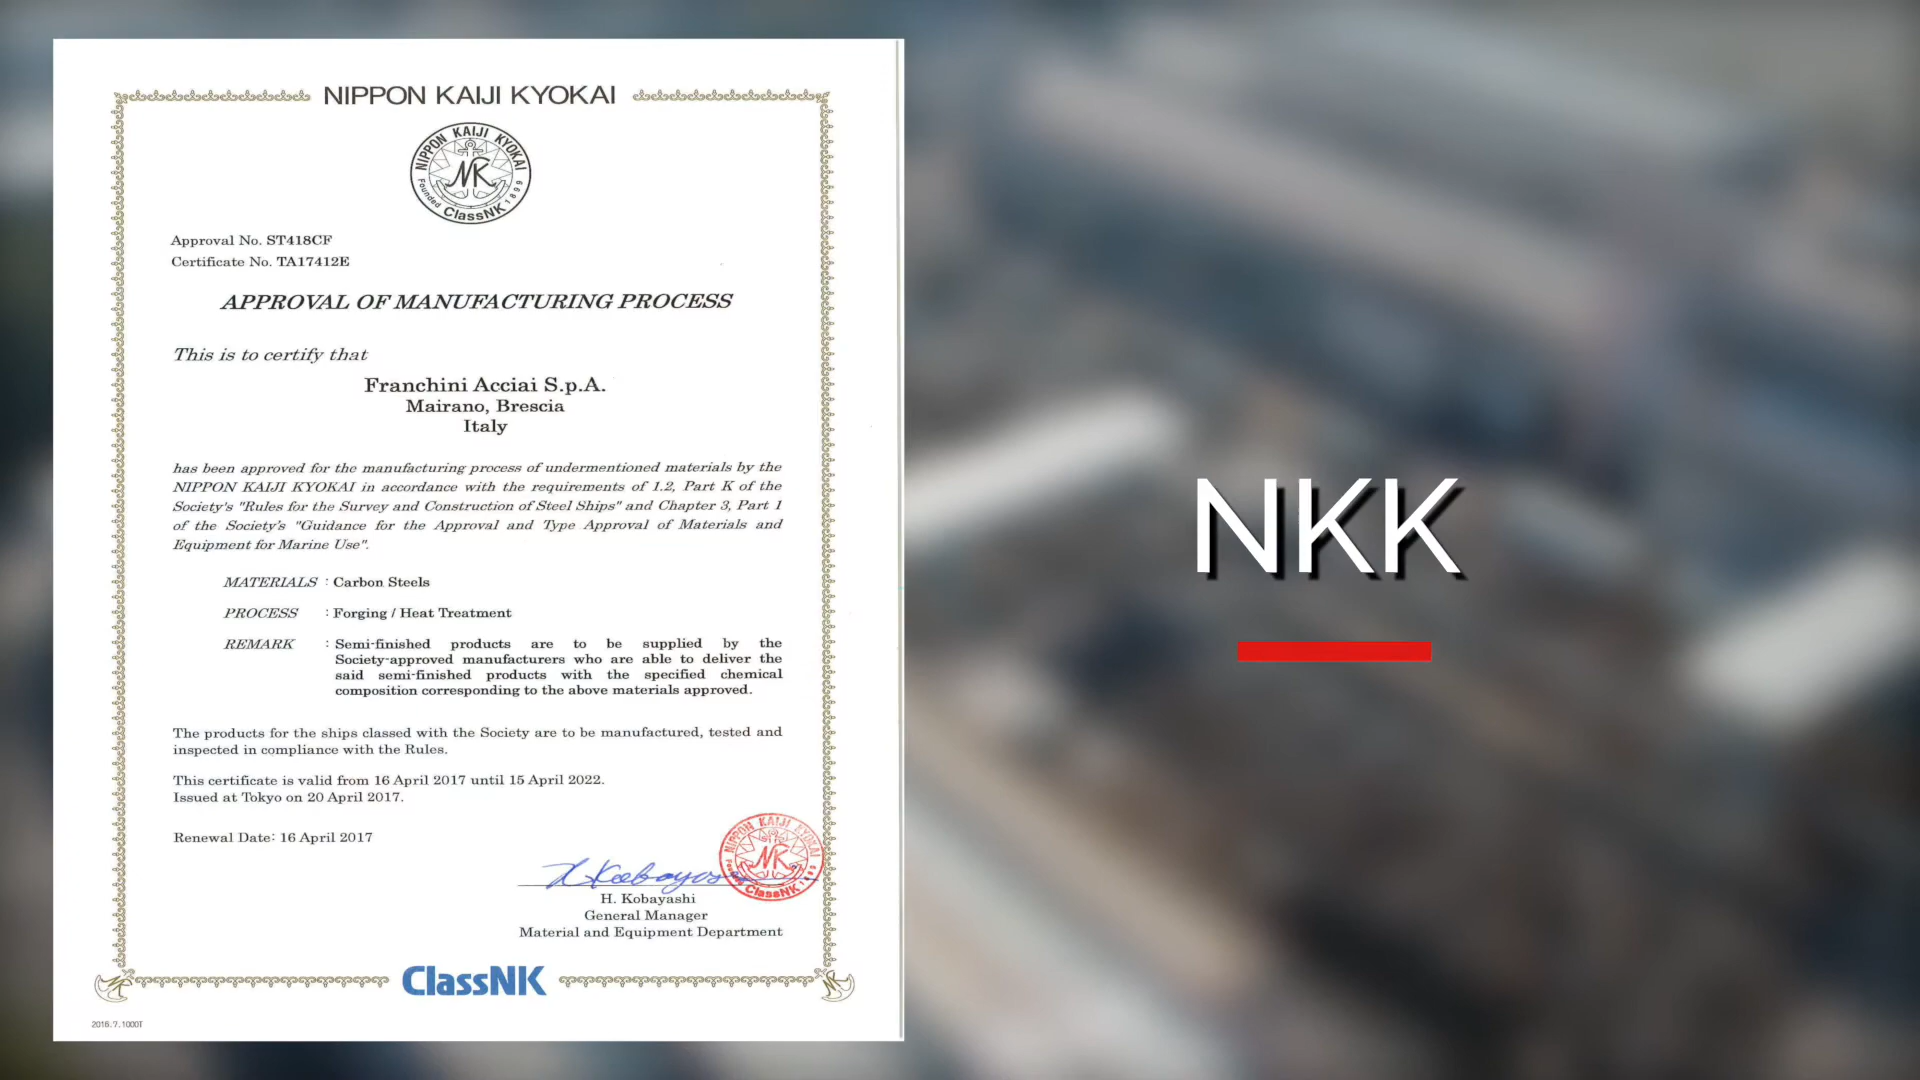 NIPPON KAIJI KYOKAI
NIPPON KAIJI KYOKAI
NK
Founded 1899
ClassNK
Approval No. ST418CF
Certificate No. TA17412E
APPROVAL OF MANUFACTURING PROCESS
This is to certify that
Franchini Acciai S.p.A.
Mairano, Brescia
Italy
has been approved for the manufacturing process of undermentioned materials by the
NIPPON KAIJI KYOKAI in accordance with the requirements of 1.2, Part K of the
Society's "Rules for the Survey and Construction of Steel Ships" and Chapter 3, Part 1
of the Society's "Guidance for the Approval and Type Approval of Materials and
Equipment for Marine Use".
MATERIALS : Carbon Steels
PROCESS : Forging / Heat Treatment
REMARK : Semi-finished products are to be supplied by the
Society-approved manufacturers who are able to deliver the
said semi-finished products with the specified chemical
composition corresponding to the above materials approved.
The products for the ships classed with the Society are to be manufactured, tested and
inspected in compliance with the Rules.
This certificate is valid from 16 April 2017 until 15 April 2022.
Issued at Tokyo on 20 April 2017.
Renewal Date: 16 April 2017
NIPPON KAIJI KYOKAI
NK
ClassNK
H. Kobayashi
General Manager
Material and Equipment Department
ClassNK
2016.7.1000T
NKK